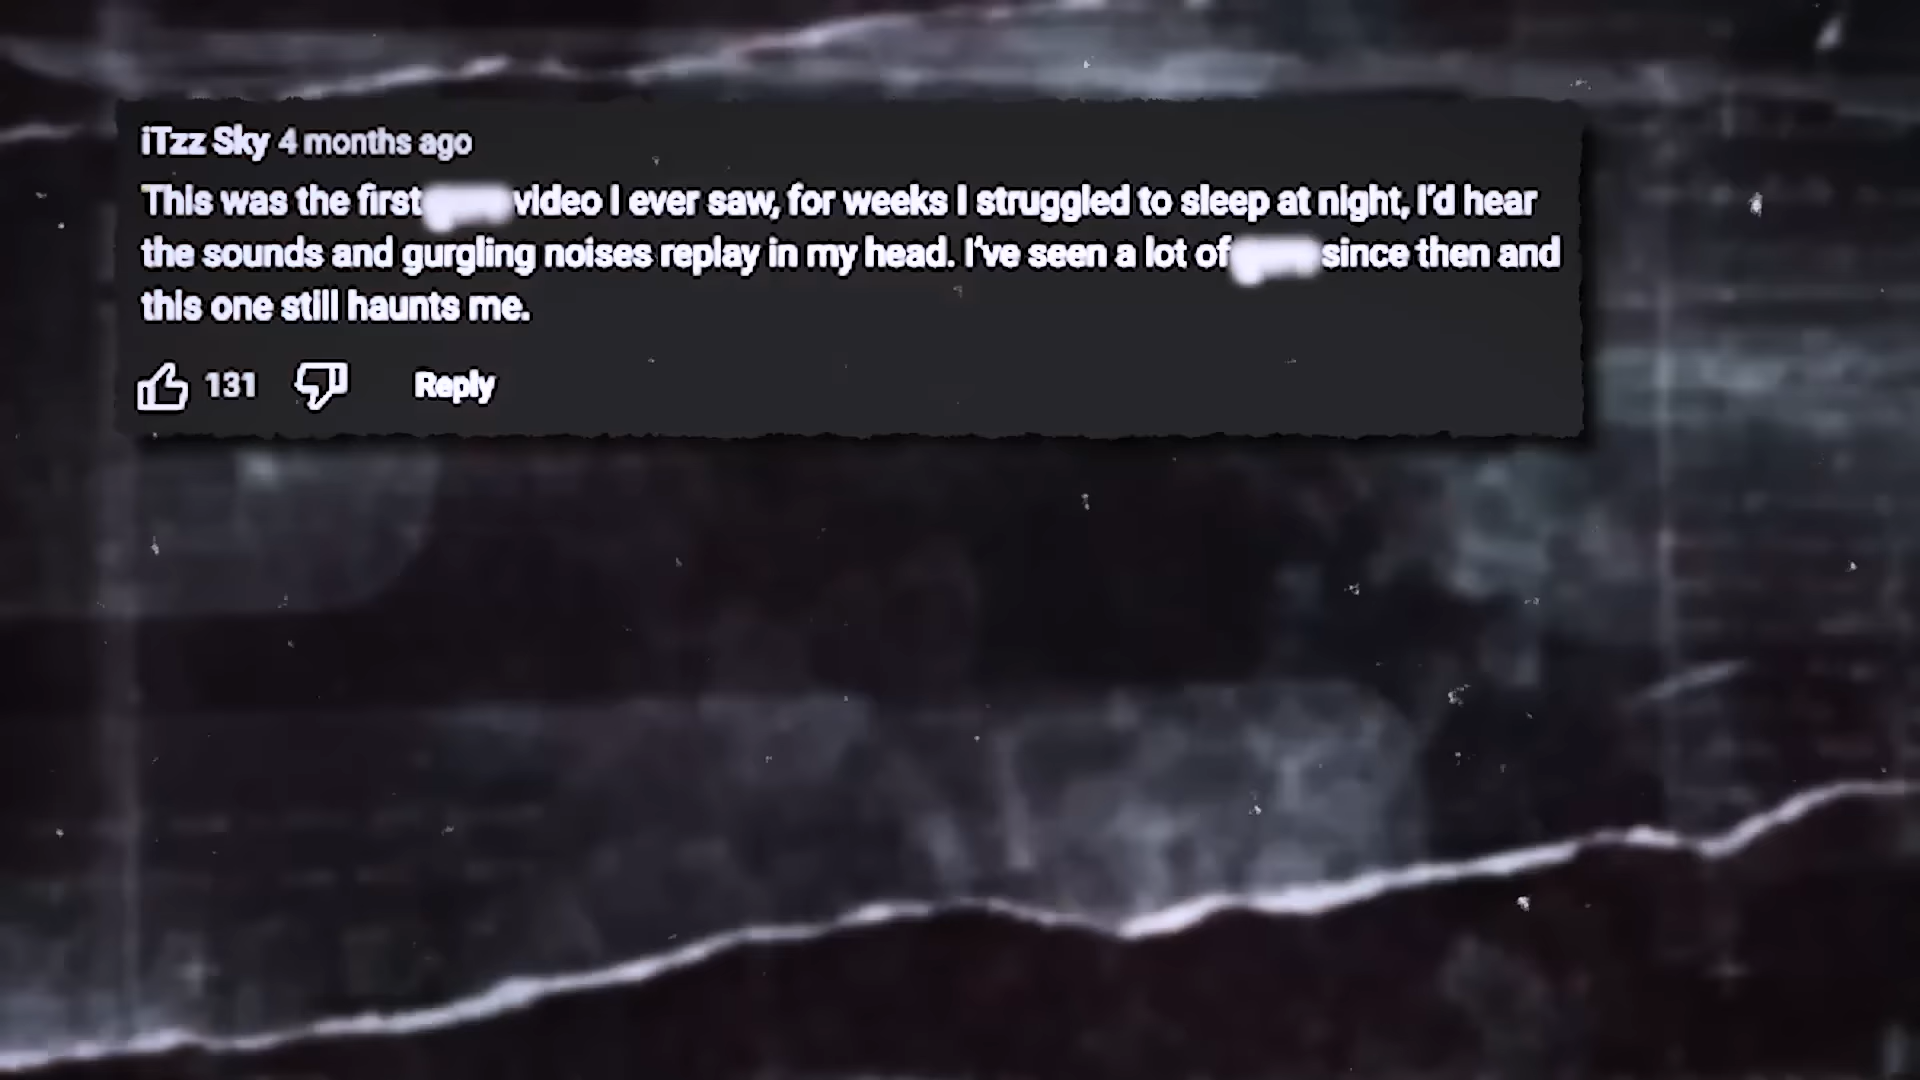 iTzz Sky 4 months ago
This was the first video I ever saw, for weeks I struggled to sleep at night, I'd hear
the sounds and gurgling noises replay in my head. I've seen a lot of since then and
this one still haunts me.
131 Reply